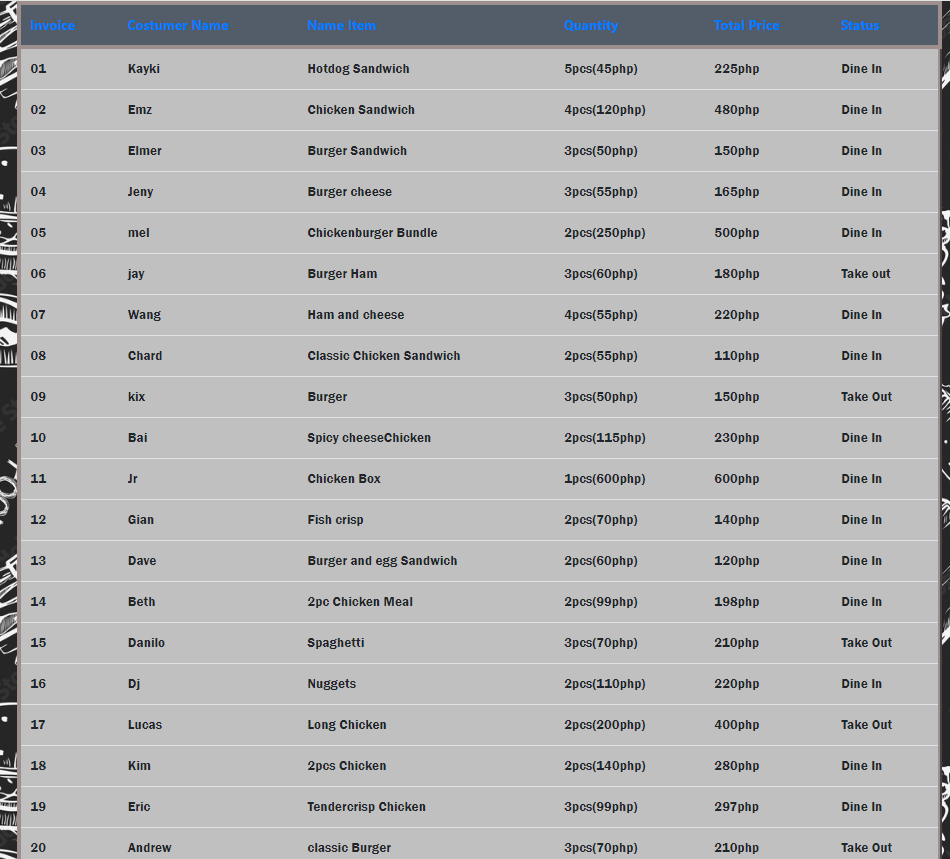 Invoice Costumer Name Name Item Quantity Total Price Status
01 Kayki Hotdog Sandwich 5pcs(45php) 225php Dine In
02 Emz Chicken Sandwich 4pcs(120php) 480php Dine In
03 Elmer Burger Sandwich 3pcs(50php) 150php Dine In
04 Jeny Burger cheese 3pcs(55php) 165php Dine In
05 mel Chickenburger Bundle 2pcs(250php) 500php Dine In
06 jay Burger Ham 3pcs(60php) 180php Take out
07 Wang Ham and cheese 4pcs(55php) 220php Dine In
08 Chard Classic Chicken Sandwich 2pcs(55php) 110php Dine In
09 kix Burger 3pcs(50php) 150php Take Out
10 Bai Spicy cheeseChicken 2pcs(115php) 230php Dine In
11 Jr Chicken Box 1pcs(600php) 600php Dine In
12 Gian Fish crisp 2pcs(70php) 140php Dine In
13 Dave Burger and egg Sandwich 2pcs(60php) 120php Dine In
14 Beth 2pc Chicken Meal 2pcs(99php) 198php Dine In
15 Danilo Spaghetti 3pcs(70php) 210php Take Out
16 Dj Nuggets 2pcs(110php) 220php Dine In
17 Lucas Long Chicken 2pcs(200php) 400php Take Out
18 Kim 2pcs Chicken 2pcs(140php) 280php Dine In
19 Eric Tendercrisp Chicken 3pcs(99php) 297php Dine In
20 Andrew classic Burger 3pcs(70php) 210php Take Out